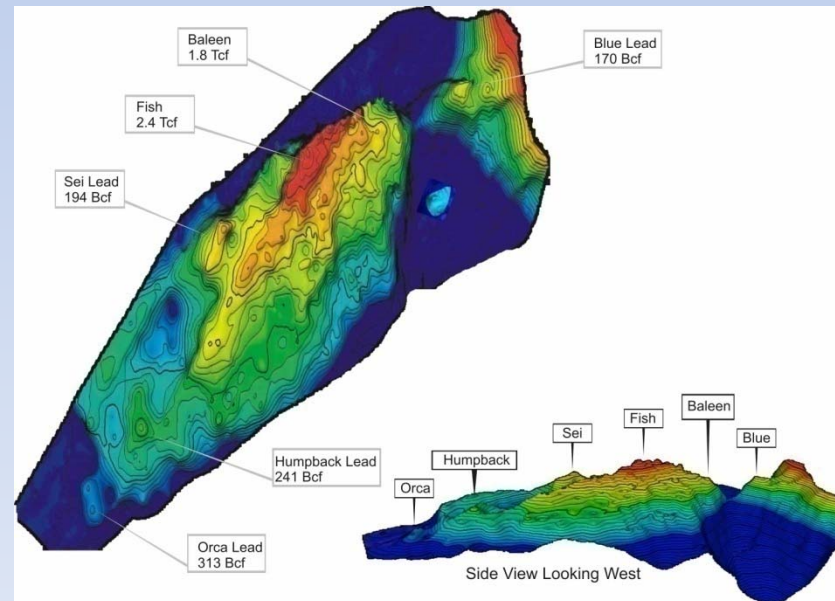 Baleen
1.8 Tcf
Blue Lead
170 Bcf
Fish
2.4 Tcf
Sei Lead
194 Bcf
Humpback Lead
241 Bcf
Orca Lead
313 Bcf
Orca
Humpback
Sei
Fish
Baleen
Blue
Side View Looking West